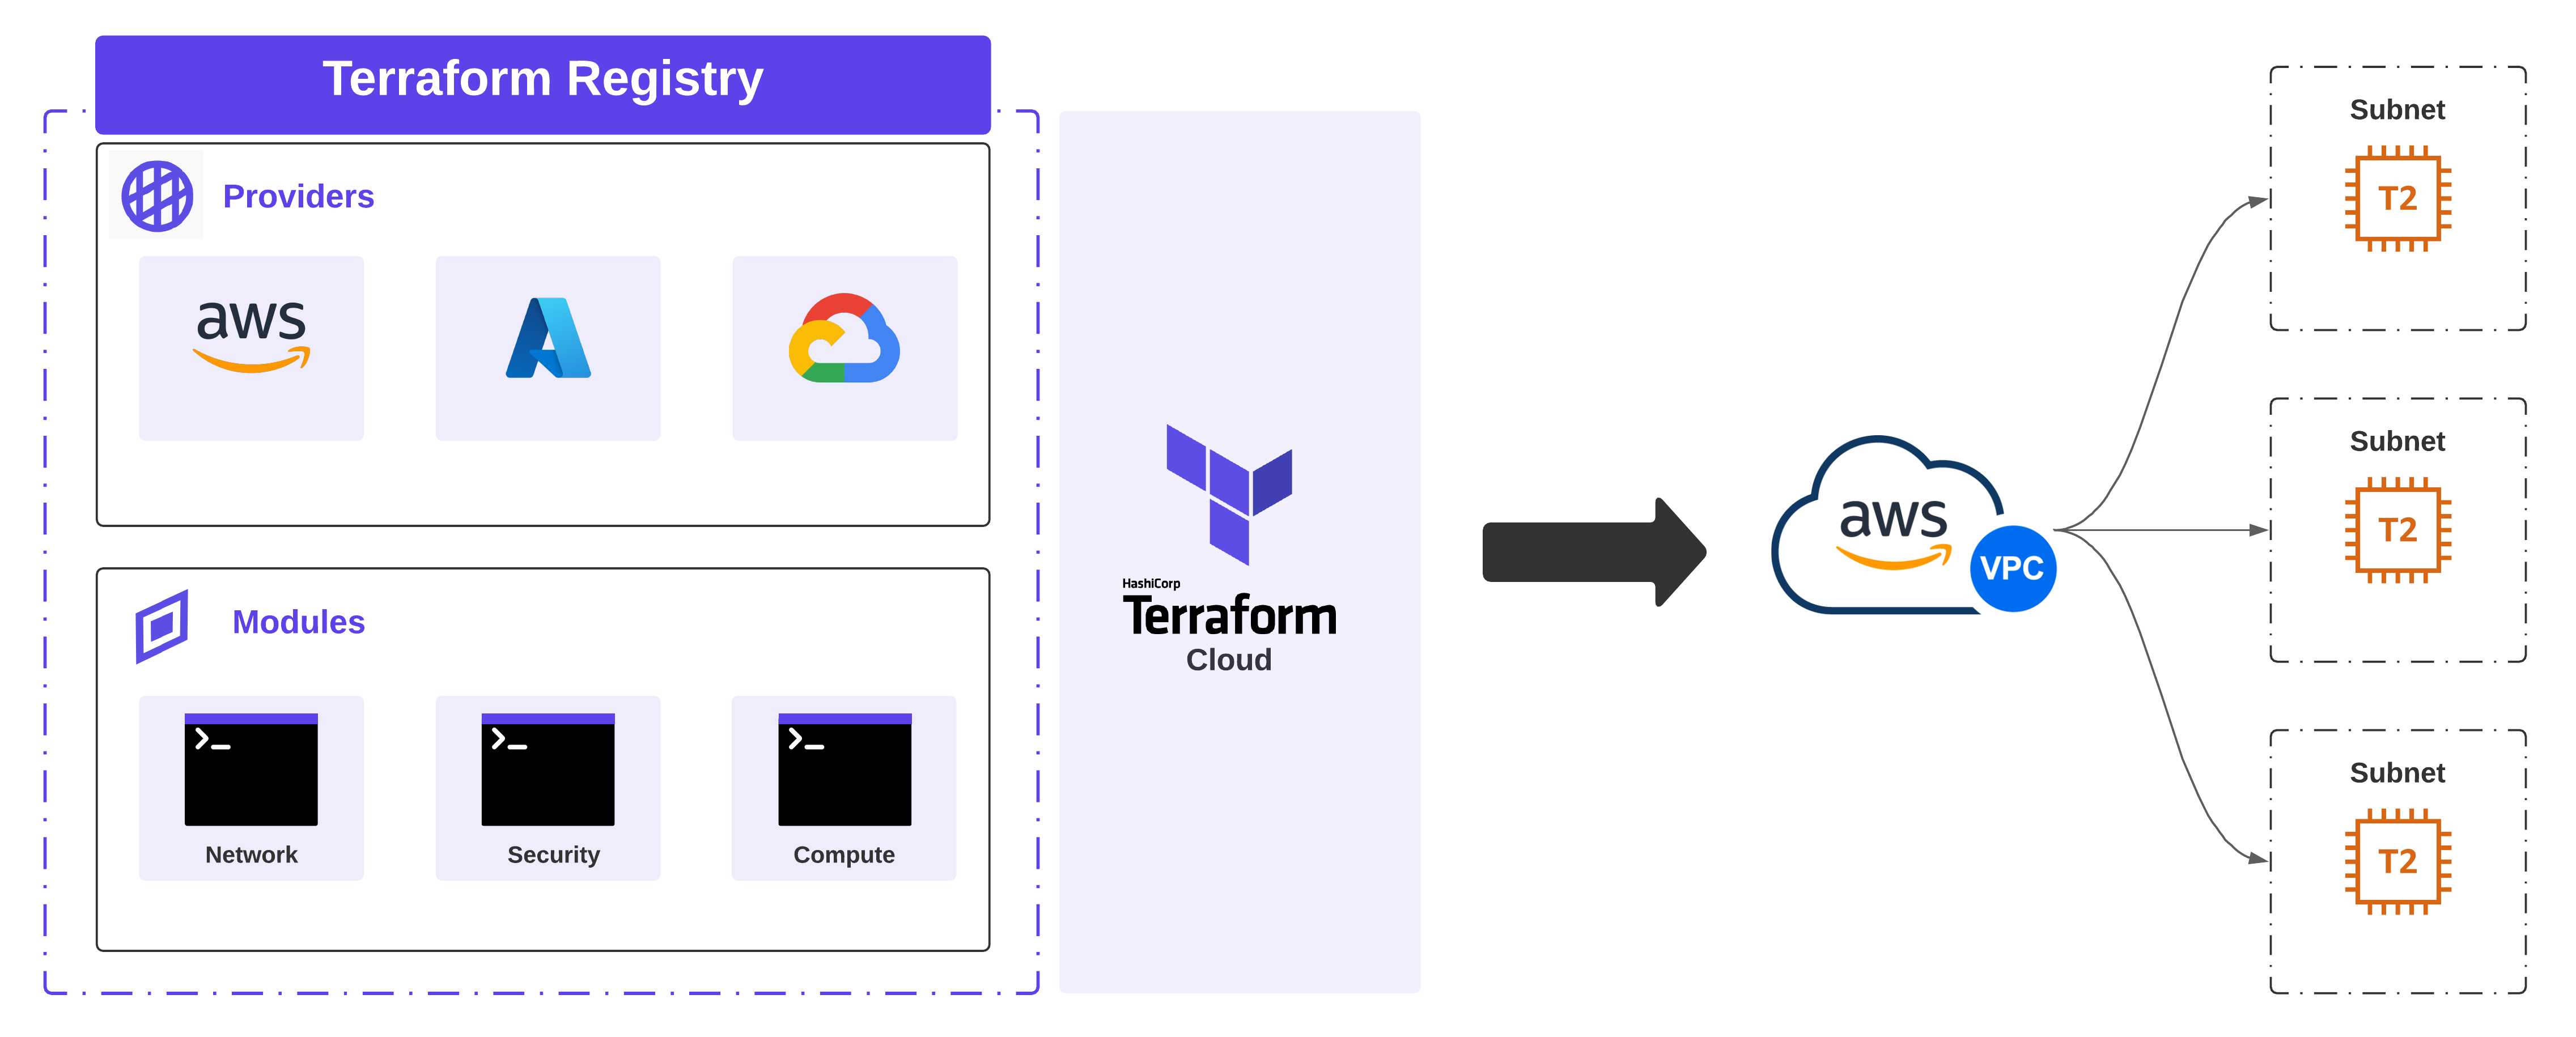 Terraform Registry
Providers
aws
Modules
>_
>_
>_
Network
Security
Compute
HashiCorp
Terraform
Cloud
aws
VPC
Subnet
T2
Subnet
T2
Subnet
T2